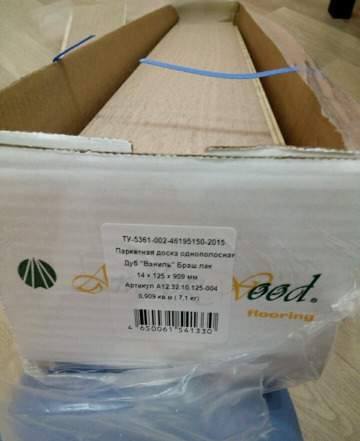 ТУ-5361-002-46195150-2015
Паркетная доска однополосная
Дуб "Ваниль" Браш лак
14 x 125 x 909 мм
Артикул А12.32.10.125-004
0,909 кв.м ( 7,1 кг)
4 650061 541330
ood®
flooring